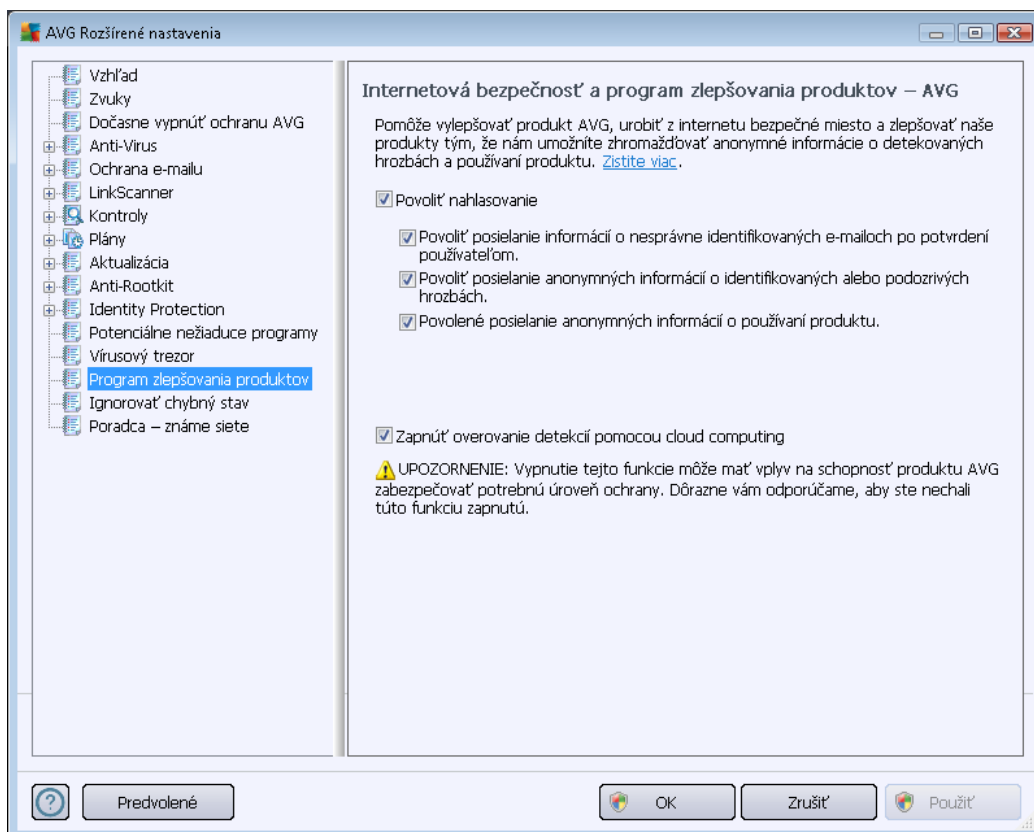 AVG Rozšírené nastavenia
Vzhľad
Zvuky
Dočasne vypnúť ochranu AVG
Anti-Virus
Ochrana e-mailu
LinkScanner
Kontroly
Plány
Aktualizácia
Anti-Rootkit
Identity Protection
Potenciálne nežiaduce programy
Vírusový trezor
Program zlepšovania produktov
Ignorovať chybný stav
Poradca – známe siete
Internetová bezpečnosť a program zlepšovania produktov – AVG
Pomôže vylepšovať produkt AVG, urobiť z internetu bezpečné miesto a zlepšovať naše
produkty tým, že nám umožníte zhromažďovať anonymné informácie o detekovaných
hrozbách a používaní produktu. Zistite viac.
Povoliť nahlasovanie
Povoliť posielanie informácií o nesprávne identifikovaných e-mailoch po potvrdení
používateľom.
Povoliť posielanie anonymných informácií o identifikovaných alebo podozrivých
hrozbách.
Povolené posielanie anonymných informácií o používaní produktu.
Zapnúť overovanie detekcií pomocou cloud computing
UPOZORNENIE: Vypnutie tejto funkcie môže mať vplyv na schopnosť produktu AVG
zabezpečovať potrebnú úroveň ochrany. Dôrazne vám odporúčame, aby ste nechali
túto funkciu zapnutú.
Predvolené
OK
Zrušiť
Použiť